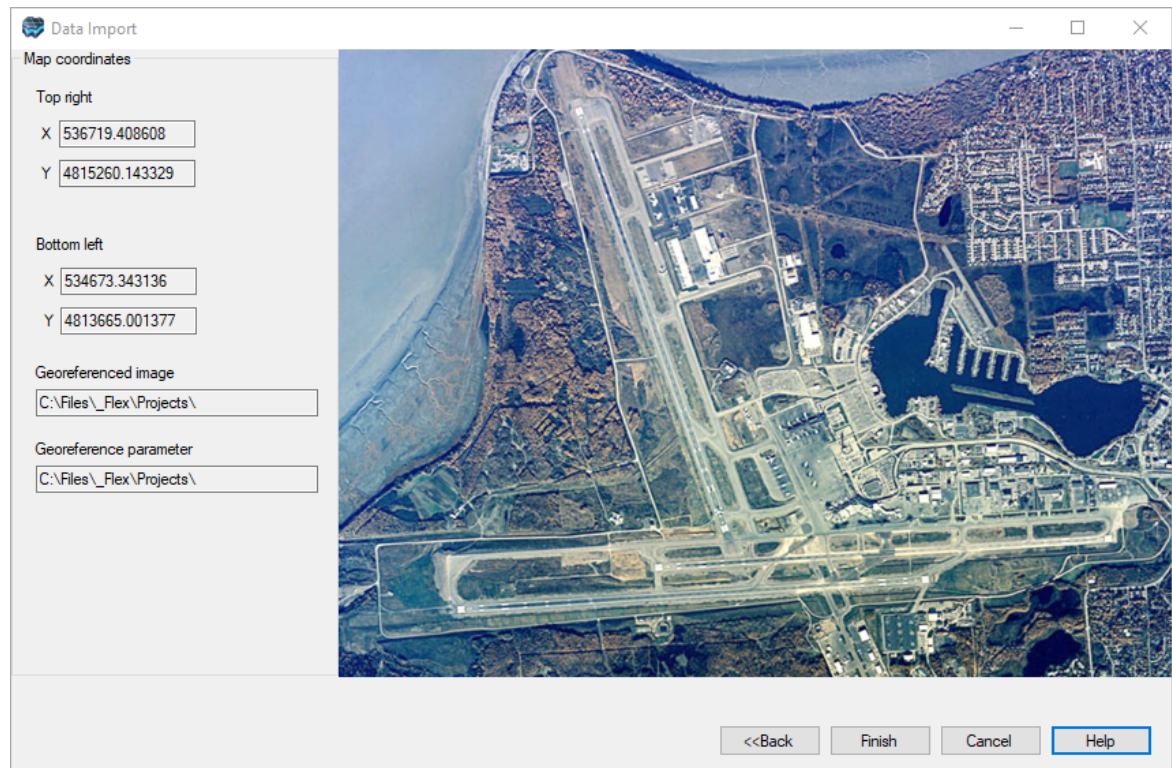 Data Import
Map coordinates
Top right
X 536719.408608
Y 4815260.143329
Bottom left
X 534673.343136
Y 4813665.001377
Georeferenced image
C:\Files\_Flex\Projects\
Georeference parameter
C:\Files\_Flex\Projects\
<<Back Finish Cancel Help